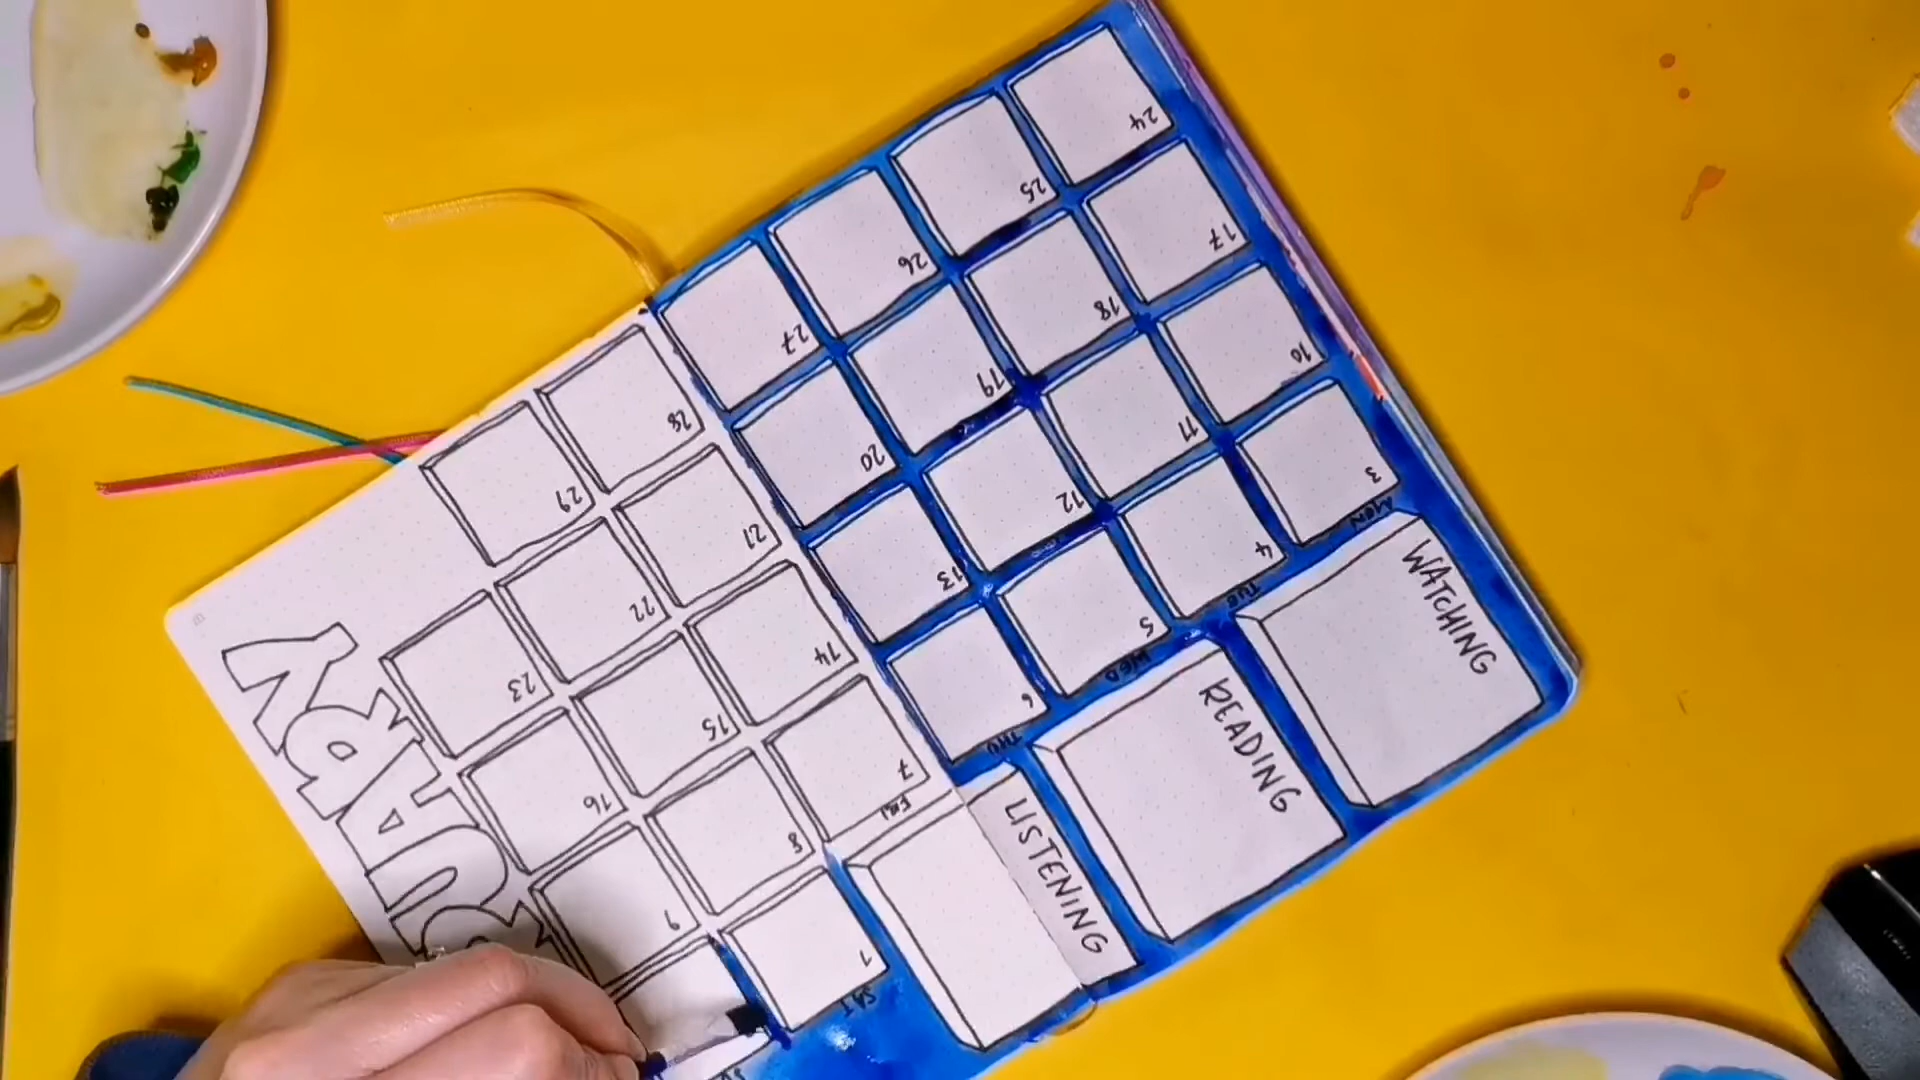 UARY
WATCHING
READING
LISTENING
MON TUE WED THU FRI SAT
1
3 4 5 6 7 8 9
10 11 12 13 14 15 16
17 18 19 20 21 22 23
24 25 26 27 28 29